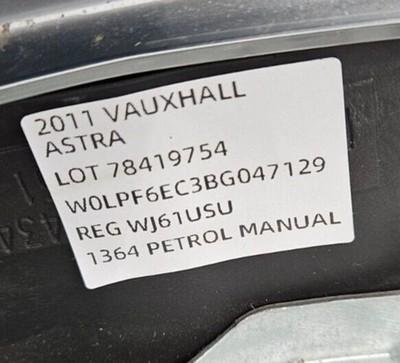 2011 VAUXHALL
ASTRA
LOT 78419754
W0LPF6EC3BG047129
REG WJ61USU
1364 PETROL MANUAL